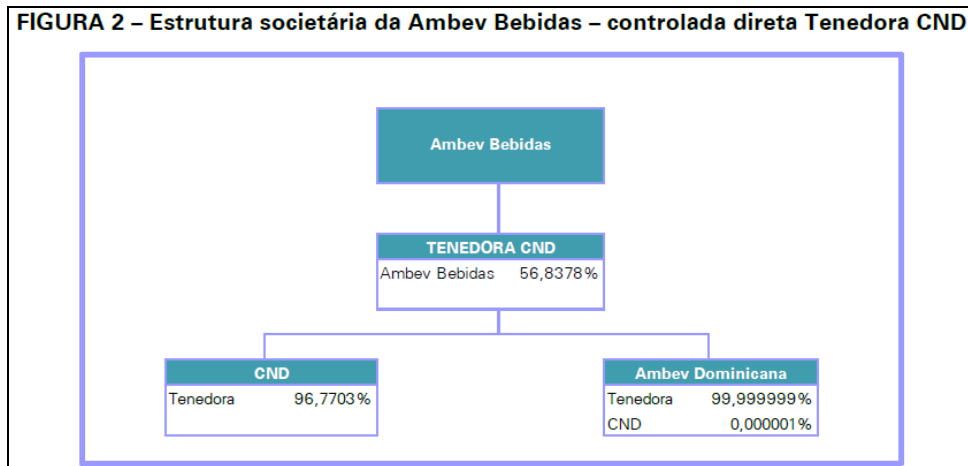 FIGURA 2 – Estrutura societária da Ambev Bebidas – controlada direta Tenedora CND
Ambev Bebidas
TENEDORA CND
Ambev Bebidas 56,8378%
CND
Tenedora 96,7703%
Ambev Dominicana
Tenedora 99,999999%
CND 0,000001%